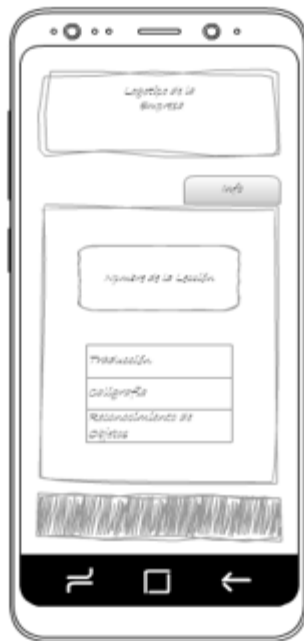 Logotipo de la
Empresa
Info
Nombre de la Lección
Traducción
Caligrafía
Reconocimiento de
Objetos